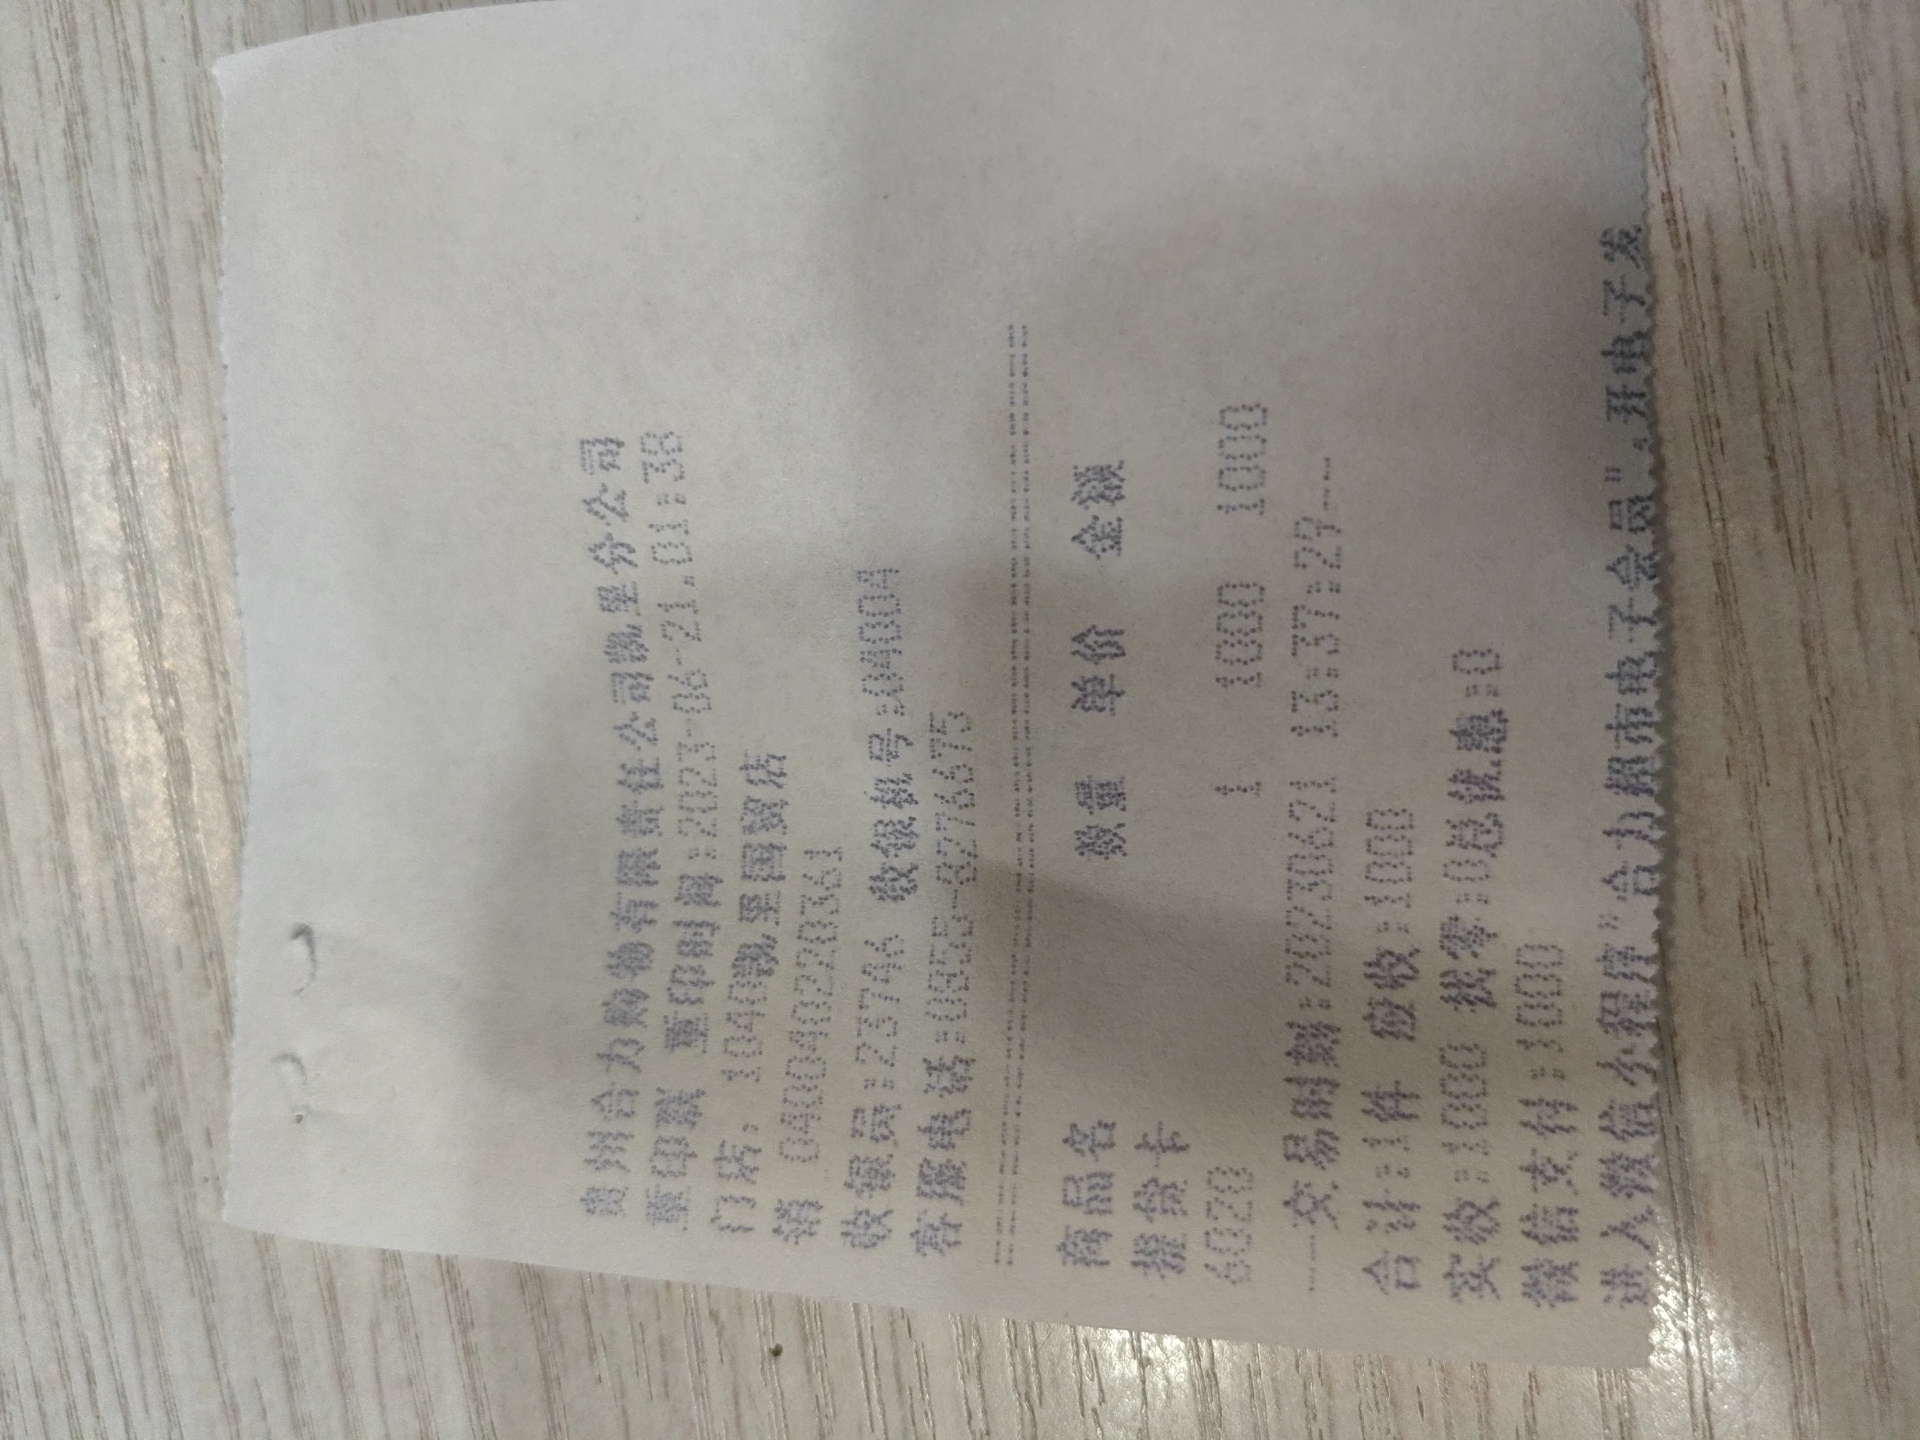 贵州合力购物有限责任公司凯里分公司
重印联 重印时间:2023-06-21.01:38
门店: 1040凯里国贸店
销 04004022D361
收银员:23746 收银机号:04004
客服电话:0855-8276675
商品名 数量 单价 金额
提货卡
6020 1 1000 1000
---交易时刻:20230621 13:37:29---
合计:1件 应收:1000
实收:1000 找零:0总优惠:0
微信支付:1000
进入微信小程序"合力超市电子会员",开电子发